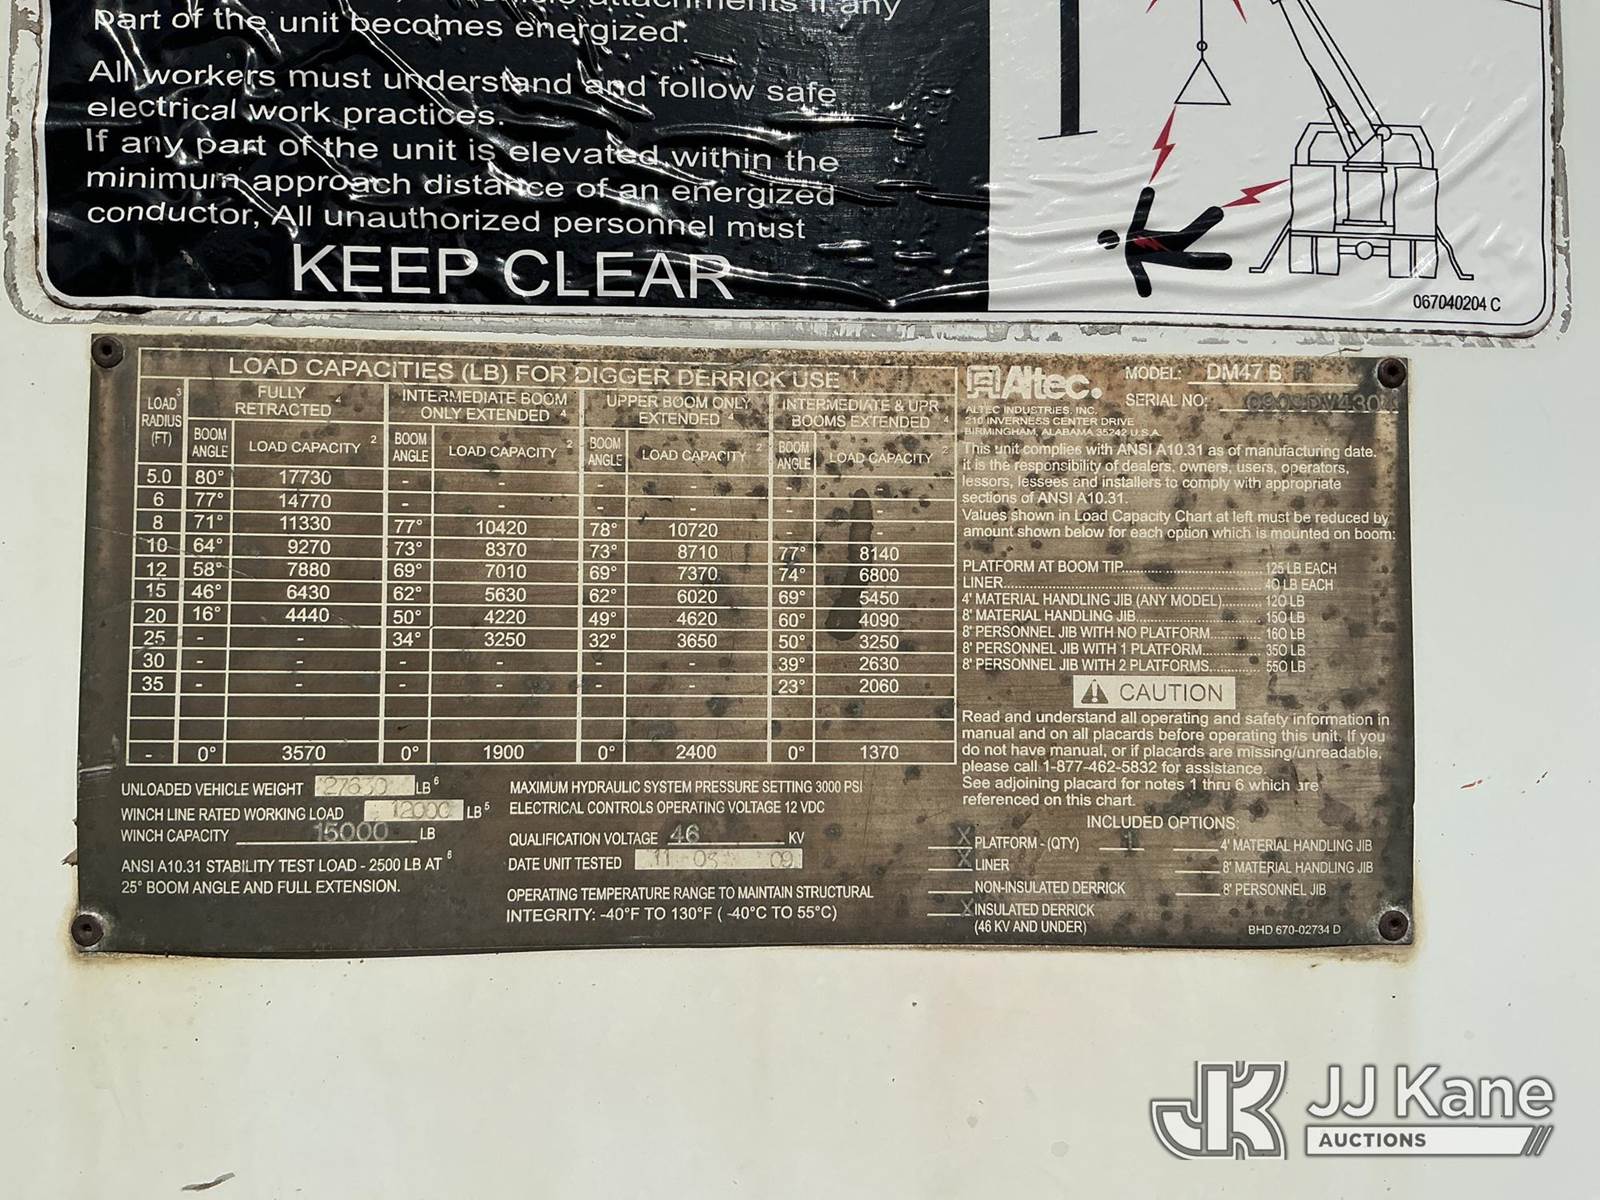 attachments if any
part of the unit becomes energized.
All workers must understand and follow safe
electrical work practices.
If any part of the unit is elevated within the
minimum approach distance of an energized
conductor, All unauthorized personnel must
KEEP CLEAR
067040204 C
LOAD CAPACITIES (LB) FOR DIGGER DERRICK USE
LOAD RADIUS (FT) 3 FULLY RETRACTED 4 INTERMEDIATE BOOM ONLY EXTENDED 4 UPPER BOOM ONLY EXTENDED 4 INTERMEDIATE & UPR BOOMS EXTENDED 4
BOOM ANGLE LOAD CAPACITY 2 BOOM ANGLE LOAD CAPACITY 2 BOOM ANGLE LOAD CAPACITY 2 BOOM ANGLE LOAD CAPACITY 2
5.0 80° 17730 - - - - - -
6 77° 14770 - - - - - -
8 71° 11330 77° 10420 78° 10720 - -
10 64° 9270 73° 8370 73° 8710 77° 8140
12 58° 7880 69° 7010 69° 7370 74° 6800
15 46° 6430 62° 5630 62° 6020 69° 5450
20 16° 4440 50° 4220 49° 4620 60° 4090
25 - - 34° 3250 32° 3650 50° 3250
30 - - - - - - 39° 2630
35 - - - - - - 23° 2060
- 0° 3570 0° 1900 0° 2400 0° 1370
UNLOADED VEHICLE WEIGHT 27630 LB 6
WINCH LINE RATED WORKING LOAD 12000 LB 5
WINCH CAPACITY 15000 LB
ANSI A10.31 STABILITY TEST LOAD - 2500 LB AT 6
25° BOOM ANGLE AND FULL EXTENSION.
MAXIMUM HYDRAULIC SYSTEM PRESSURE SETTING 3000 PSI
ELECTRICAL CONTROLS OPERATING VOLTAGE 12 VDC
QUALIFICATION VOLTAGE 46 KV
DATE UNIT TESTED 11 03 09
OPERATING TEMPERATURE RANGE TO MAINTAIN STRUCTURAL
INTEGRITY: -40°F TO 130°F ( -40°C TO 55°C)
Altec.
MODEL: DM47 B R
SERIAL NO:
ALTEC INDUSTRIES, INC.
210 INVERNESS CENTER DRIVE
BIRMINGHAM, ALABAMA 35242 U.S.A.
This unit complies with ANSI A10.31 as of manufacturing date.
it is the responsibility of dealers, owners, users, operators,
lessors, lessees and installers to comply with appropriate
sections of ANSI A10.31.
Values shown in Load Capacity Chart at left must be reduced by
amount shown below for each option which is mounted on boom:
PLATFORM AT BOOM TIP 125 LB EACH
LINER 40 LB EACH
4' MATERIAL HANDLING JIB (ANY MODEL) 120 LB
8' MATERIAL HANDLING JIB 150 LB
8' PERSONNEL JIB WITH NO PLATFORM 160 LB
8' PERSONNEL JIB WITH 1 PLATFORM 350 LB
8' PERSONNEL JIB WITH 2 PLATFORMS 550 LB
CAUTION
Read and understand all operating and safety information in
manual and on all placards before operating this unit. If you
do not have manual, or if placards are missing/unreadable,
please call 1-877-462-5832 for assistance.
See adjoining placard for notes 1 thru 6 which are
referenced on this chart.
INCLUDED OPTIONS:
X PLATFORM - (QTY) 1 4' MATERIAL HANDLING JIB
X LINER 8' MATERIAL HANDLING JIB
NON-INSULATED DERRICK 8' PERSONNEL JIB
X INSULATED DERRICK
(46 KV AND UNDER)
BHD 670-02734 D
JK JJ Kane
AUCTIONS